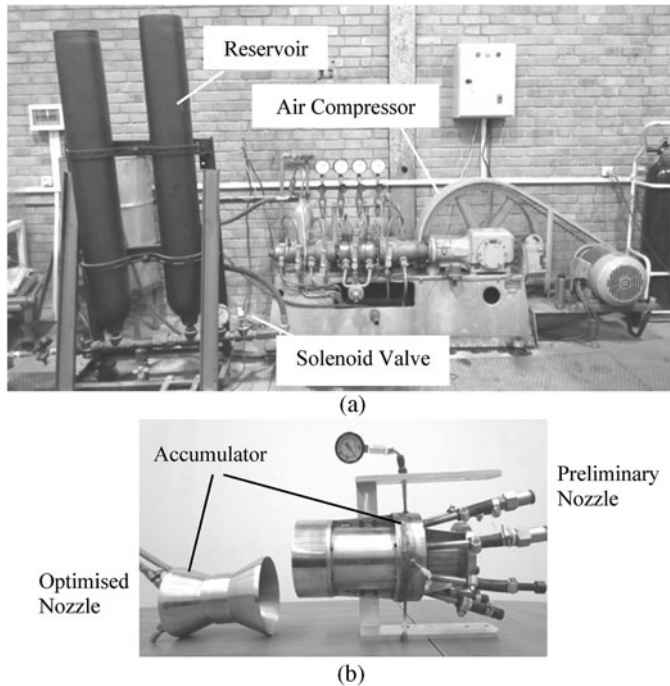 Reservoir
Air Compressor
Solenoid Valve
(a)
Accumulator
Preliminary
Nozzle
Optimised
Nozzle
(b)